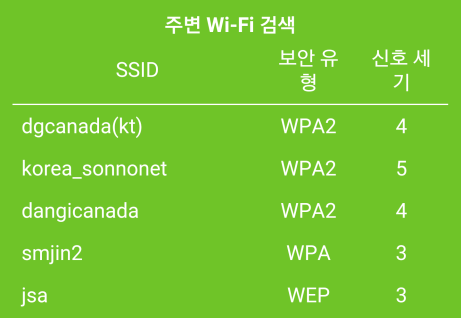 주변 Wi-Fi 검색
SSID 보안 유형 신호 세기
dgcanada(kt) WPA2 4
korea_sonnonet WPA2 5
dangicanada WPA2 4
smjin2 WPA 3
jsa WEP 3